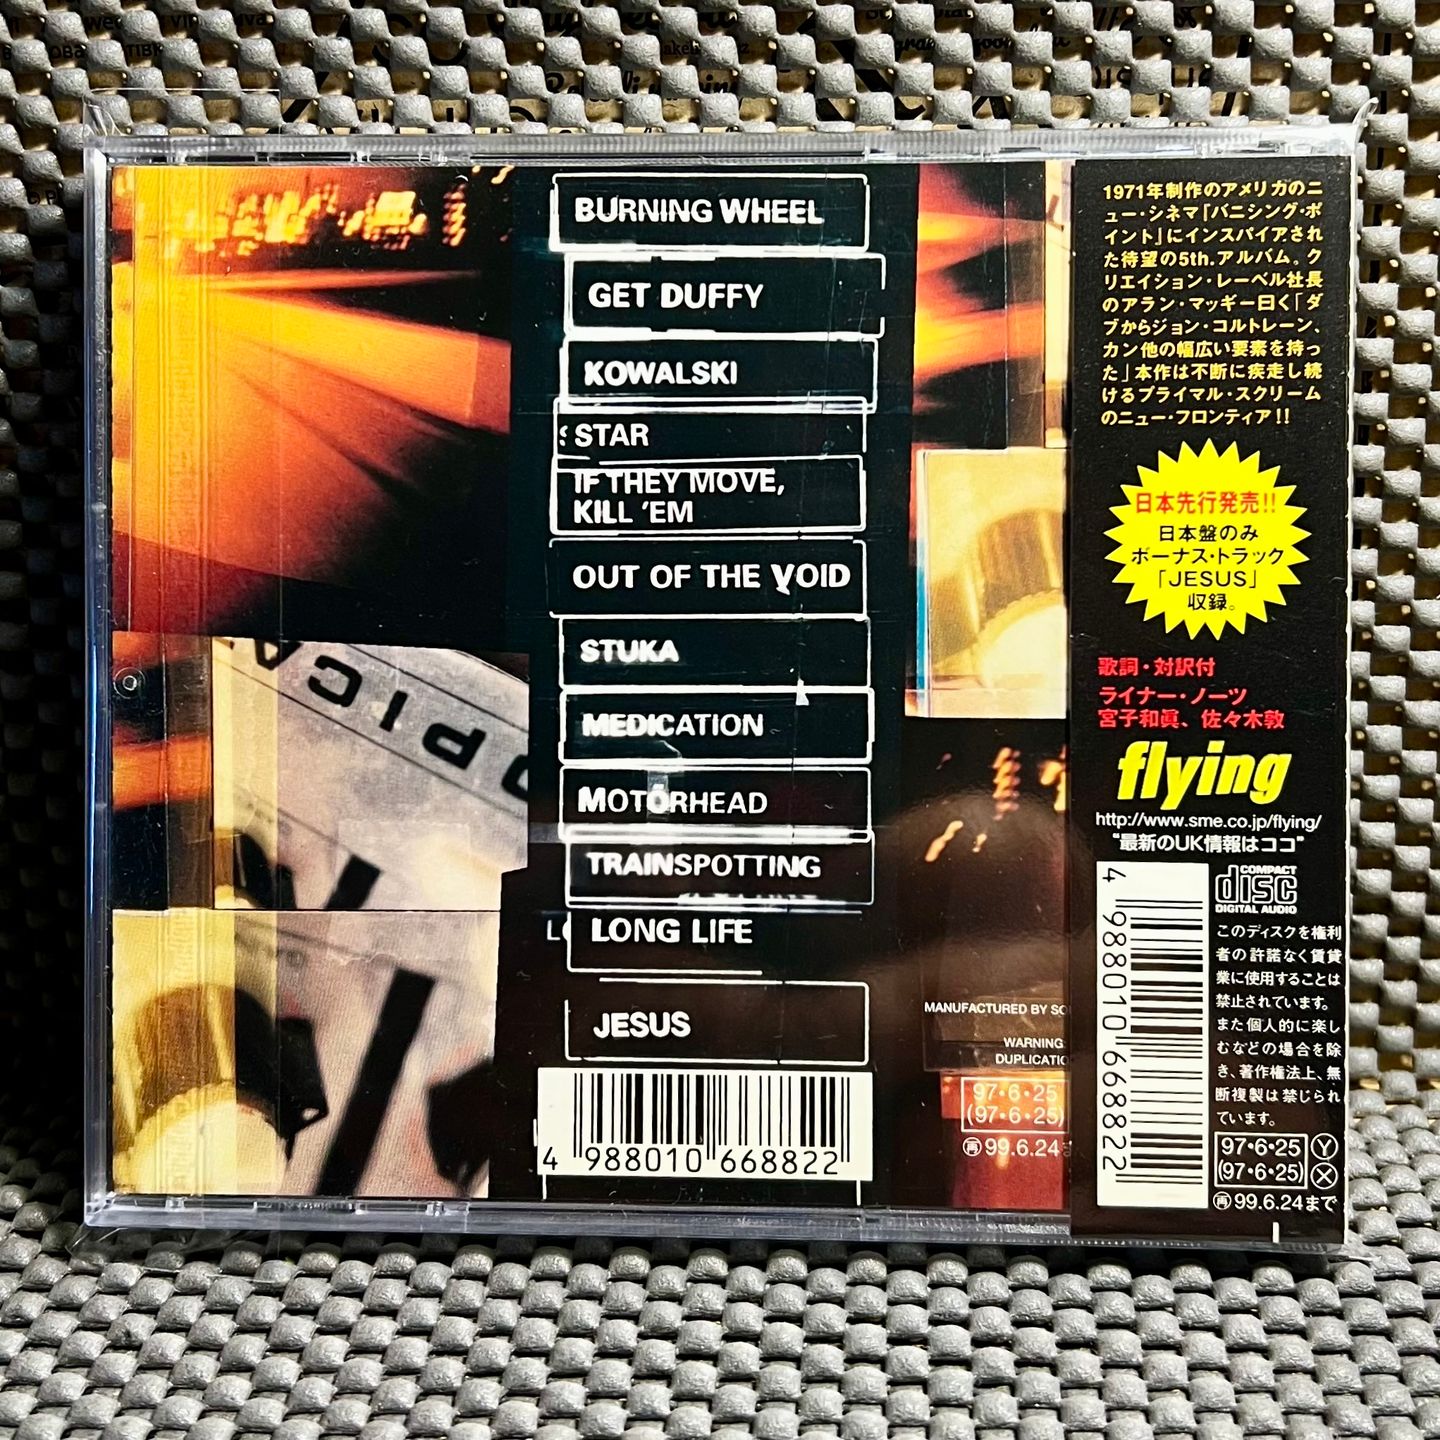 BURNING WHEEL
GET DUFFY
KOWALSKI
STAR
IF THEY MOVE,
KILL 'EM
OUT OF THE VOID
STUKA
MEDICATION
MOTÖRHEAD
TRAINSPOTTING
LONG LIFE
JESUS
4 988010 668822
OPICA
MANUFACTURED BY
WARNING
97・6・25
(97・6・25)
再99.6.24
1971年制作のアメリカのニ
ュー・シネマ「バニシング・ポ
イント」にインスパイアされ
た待望の5th.アルバム。ク
リエイション・レーベル社長
のアラン・マッギー曰く「ダ
ブからジョン・コルトレーン、
カン他の幅広い要素を持っ
た」本作は不断に疾走し続
けるプライマル・スクリーム
のニュー・フロンティア!!
日本先行発売!!
日本盤のみ
ボーナス・トラック
「JESUS」
収録。
歌詞・対訳付
ライナー・ノーツ
宮子和眞、佐々木敦
flying
http://www.sme.co.jp/flying/
"最新のUK情報はココ"
4 988010 668822
COMPACT
disc
DIGITAL AUDIO
このディスクを権利
者の許諾なく賃貸
業に使用することは
禁止されています。
また個人的に楽し
むなどの場合を除
き、著作権法上、無
断複製は禁じられ
ています。
97・6・25 Y
(97・6・25) X
再99.6.24まで